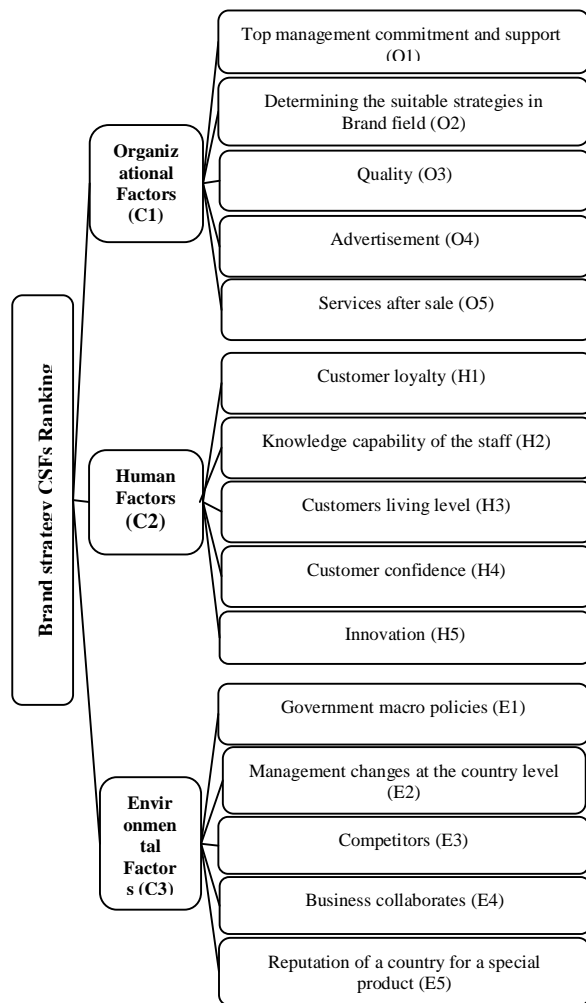 Brand strategy CSFs Ranking
Organiz
ational
Factors
(C1)
Top management commitment and support
(O1)
Determining the suitable strategies in
Brand field (O2)
Quality (O3)
Advertisement (O4)
Services after sale (O5)
Human
Factors
(C2)
Customer loyalty (H1)
Knowledge capability of the staff (H2)
Customers living level (H3)
Customer confidence (H4)
Innovation (H5)
Envir
onmen
tal
Factor
s (C3)
Government macro policies (E1)
Management changes at the country level
(E2)
Competitors (E3)
Business collaborates (E4)
Reputation of a country for a special
product (E5)